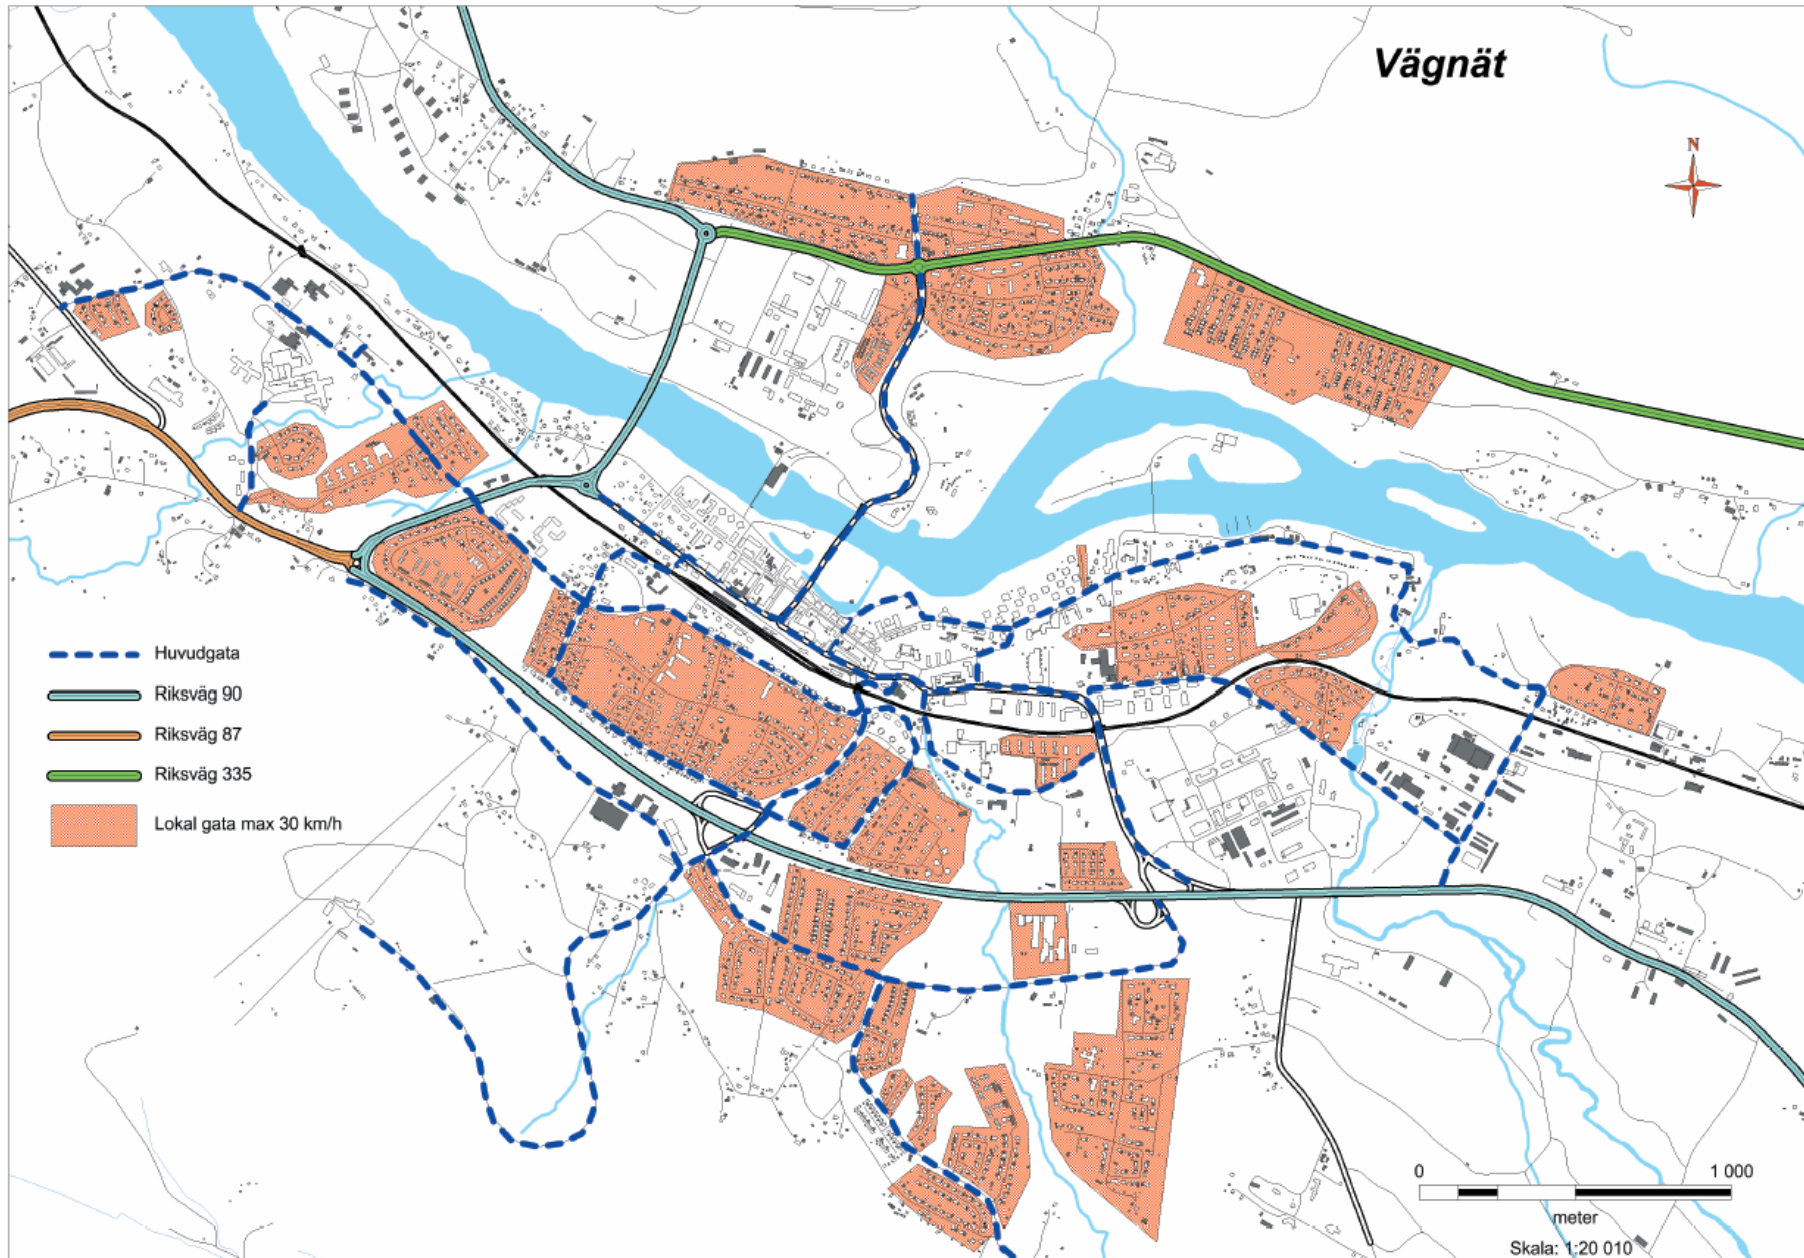 Vägnät
N
Huvudgata
Riksväg 90
Riksväg 87
Riksväg 335
Lokal gata max 30 km/h
0 1 000
meter
Skala: 1:20 010